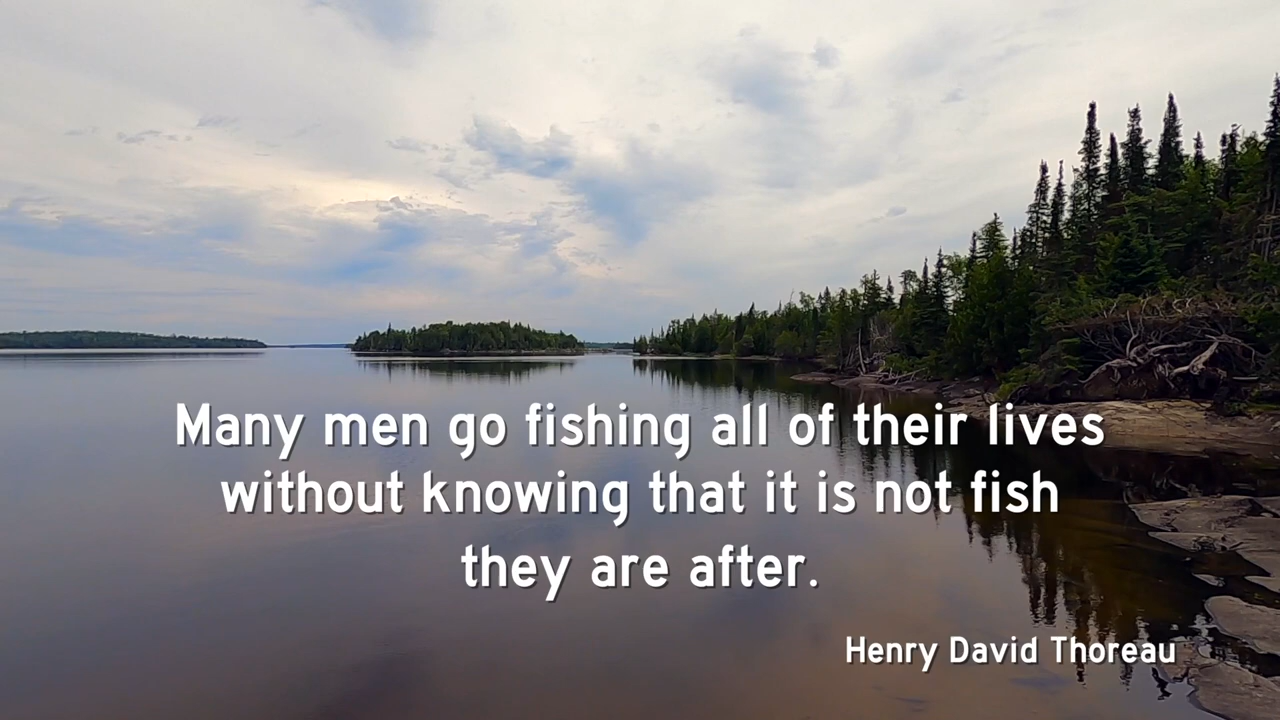 Many men go fishing all of their lives
without knowing that it is not fish
they are after.
Henry David Thoreau